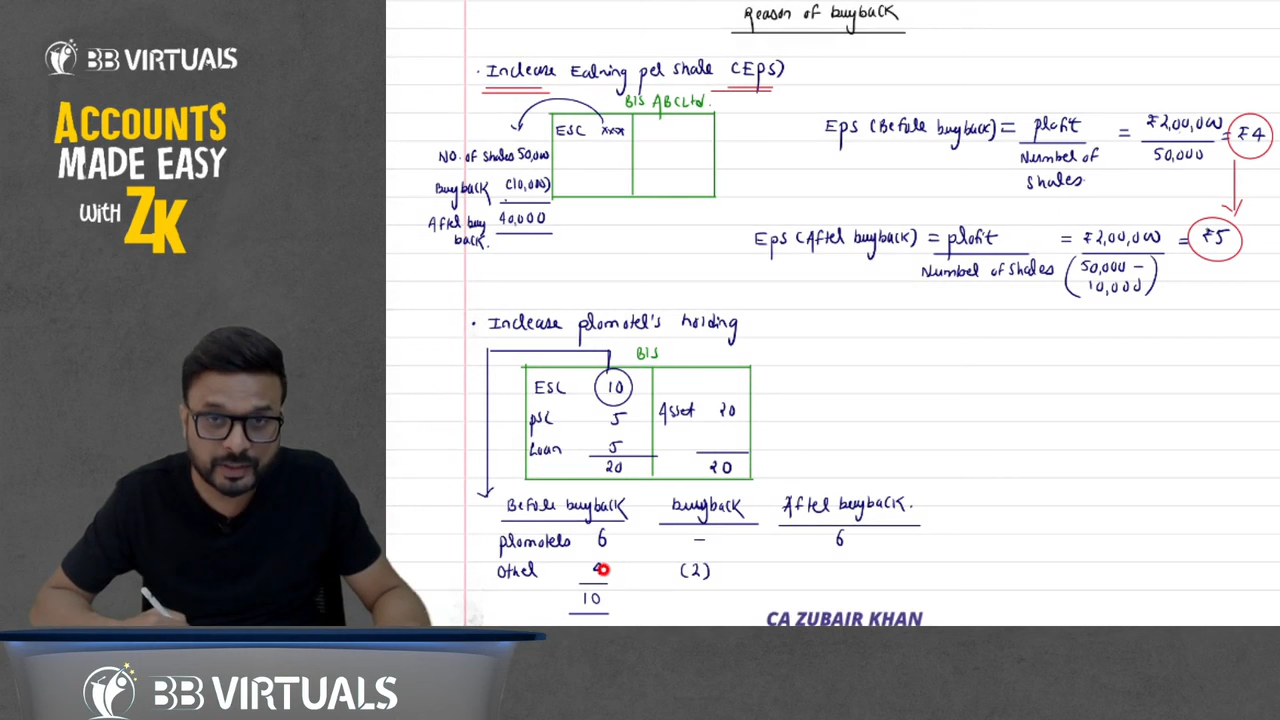 BB VIRTUALS
ACCOUNTS
MADE EASY
with ZK
Reason of buyback
· Increase Earning per share (EPS)
B/S ABC Ltd.
ESC xxxx
No. of shares 50,000
Buyback (10,000)
After buy back. 40,000
EPS (Before buyback) = profit / Number of shares = ₹2,00,000 / 50,000 = ₹4
EPS (After buyback) = profit / Number of shares = ₹2,00,000 / (50,000 - 10,000) = ₹5
· Increase promoter's holding
B/S
ESC 10
PSC 5 Asset 20
Loan 5
20 20
Before buyback buyback After buyback.
promoters 6 – 6
Other 4 (2)
10
CA ZUBAIR KHAN
BB VIRTUALS